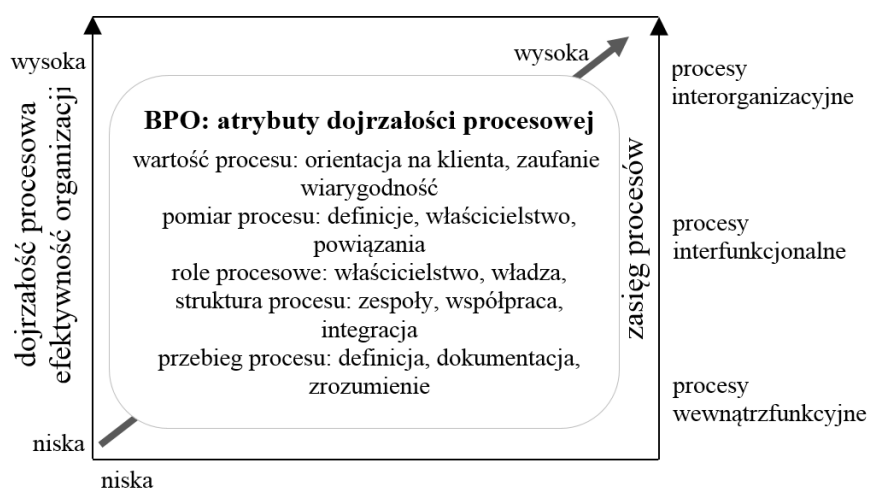 wysoka
dojrzałość procesowa
efektywność organizacji
niska
niska
wysoka
BPO: atrybuty dojrzałości procesowej
wartość procesu: orientacja na klienta, zaufanie
wiarygodność
pomiar procesu: definicje, właścicielstwo,
powiązania
role procesowe: właścicielstwo, władza,
struktura procesu: zespoły, współpraca,
integracja
przebieg procesu: definicja, dokumentacja,
zrozumienie
zasięg procesów
procesy
interorganizacyjne
procesy
interfunkcjonalne
procesy
wewnątrzfunkcyjne